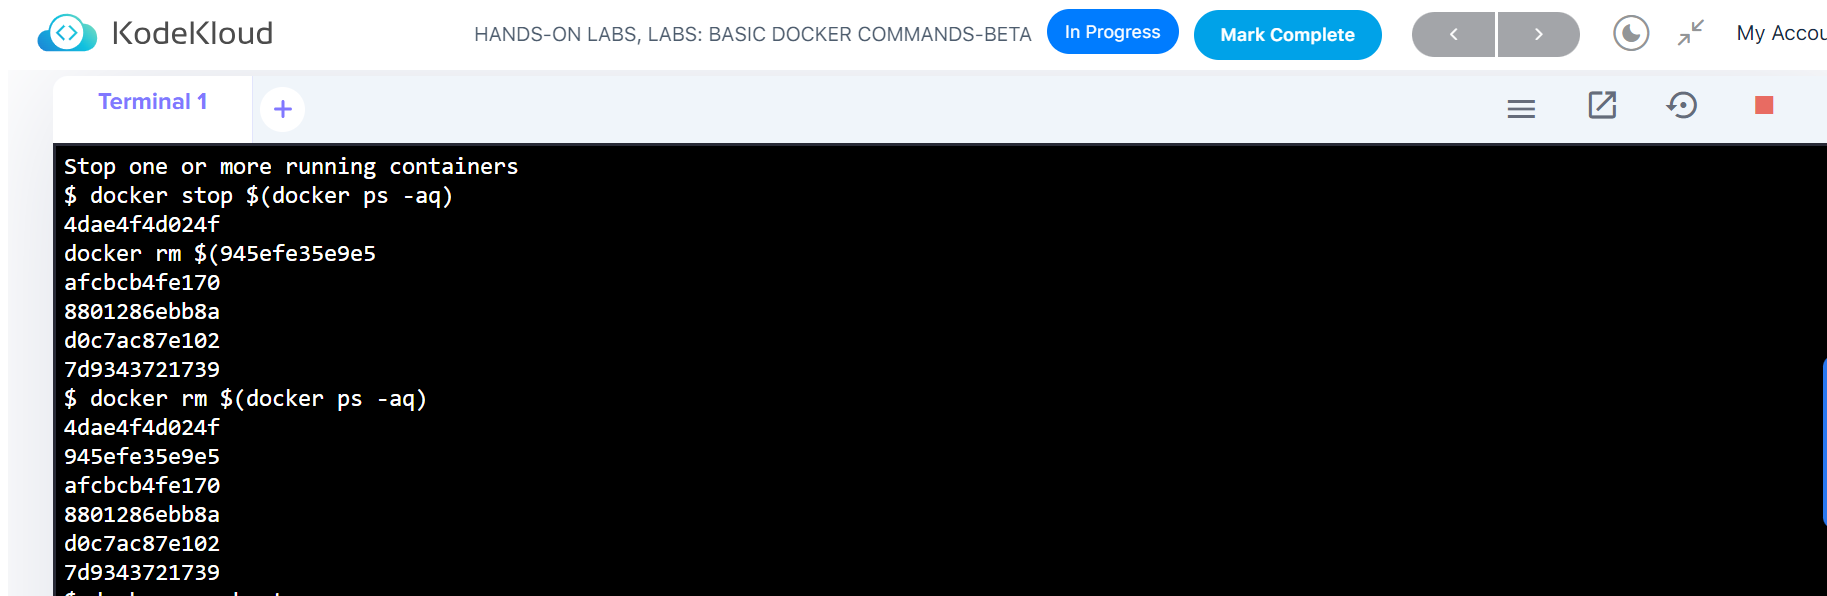 KodeKloud
HANDS-ON LABS, LABS: BASIC DOCKER COMMANDS-BETA
In Progress
Mark Complete
My Accou
Terminal 1
Stop one or more running containers
$ docker stop $(docker ps -aq)
4dae4f4d024f
docker rm $(945efe35e9e5
afcbcb4fe170
8801286ebb8a
d0c7ac87e102
7d9343721739
$ docker rm $(docker ps -aq)
4dae4f4d024f
945efe35e9e5
afcbcb4fe170
8801286ebb8a
d0c7ac87e102
7d9343721739